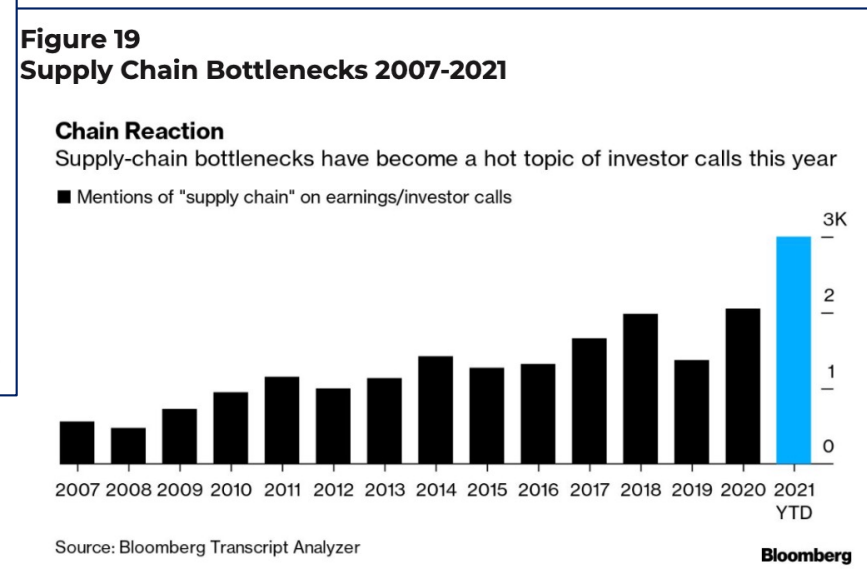 Figure 19
Supply Chain Bottlenecks 2007-2021
Chain Reaction
Supply-chain bottlenecks have become a hot topic of investor calls this year
Mentions of "supply chain" on earnings/investor calls
3K
2
1
0
2007 2008 2009 2010 2011 2012 2013 2014 2015 2016 2017 2018 2019 2020 2021
YTD
Source: Bloomberg Transcript Analyzer
Bloomberg